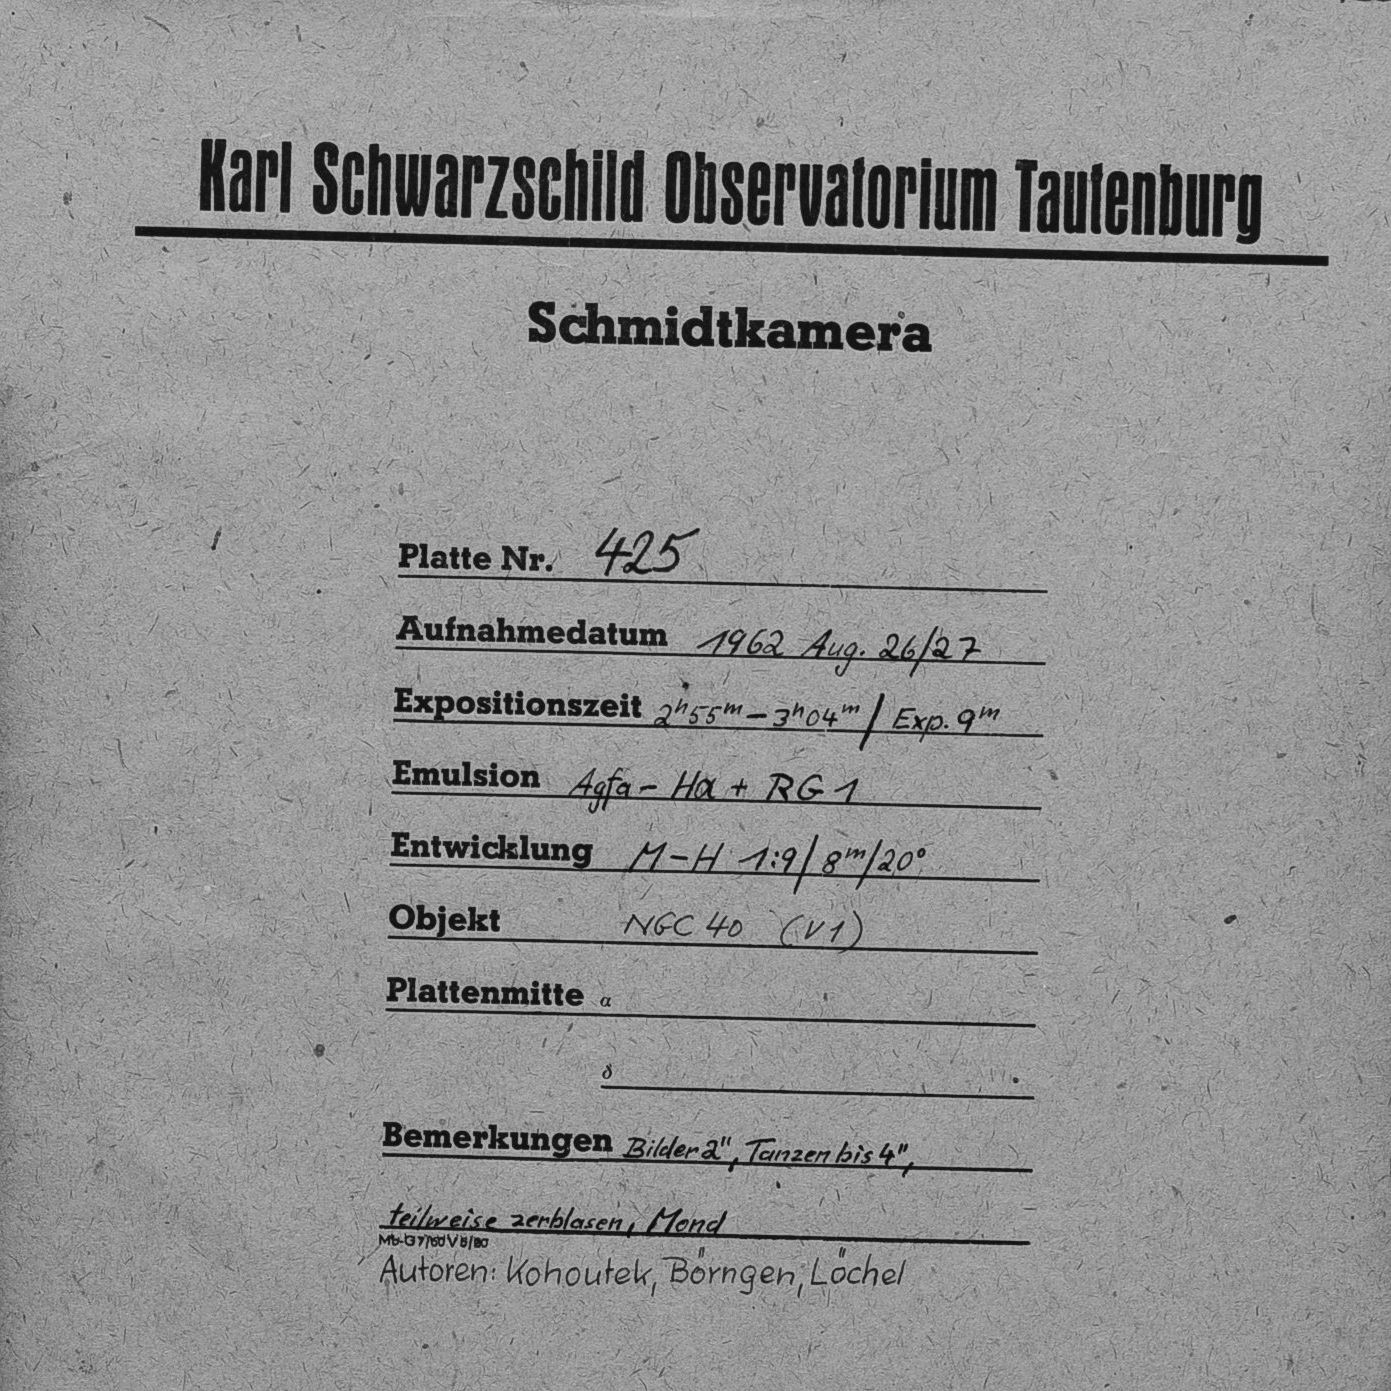 Karl Schwarzschild Observatorium Tautenburg
Schmidtkamera
Platte Nr. 425
Aufnahmedatum 1962 Aug. 26/27
Expositionszeit 2ʰ55ᵐ – 3ʰ04ᵐ / Exp. 9ᵐ
Emulsion Agfa – Hα + RG 1
Entwicklung M – H 1:9 / 8ᵐ / 20°
Objekt NGC 40 (V1)
Plattenmitte α
δ
Bemerkungen Bilder 2", Tanzen bis 4",
teilweise zerblasen, Mond
Autoren: Kohoutek, Börngen, Löchel